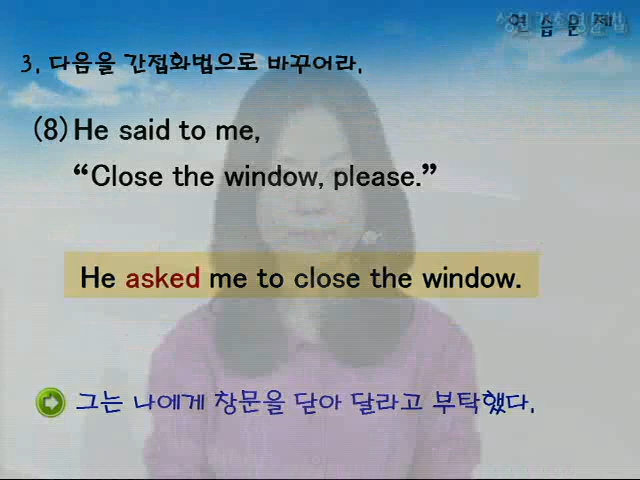 연 습 문 제
3. 다음을 간접화법으로 바꾸어라.
(8) He said to me,
“Close the window, please.”
He asked me to close the window.
그는 나에게 창문을 닫아 달라고 부탁했다.